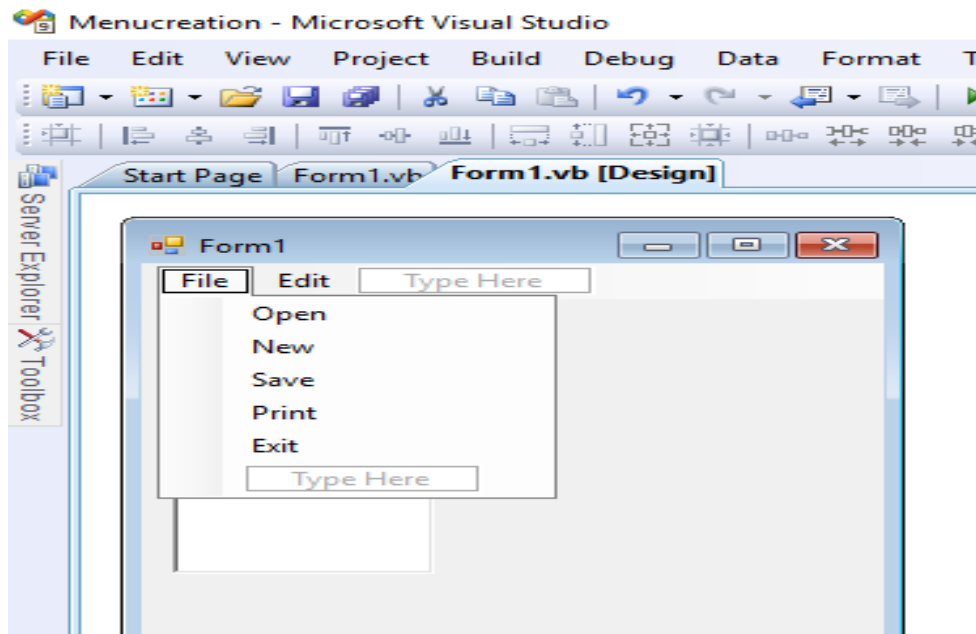 Menucreation - Microsoft Visual Studio
File Edit View Project Build Debug Data Format T
Start Page Form1.vb Form1.vb [Design]
Server Explorer
Toolbox
Form1
File Edit Type Here
Open
New
Save
Print
Exit
Type Here